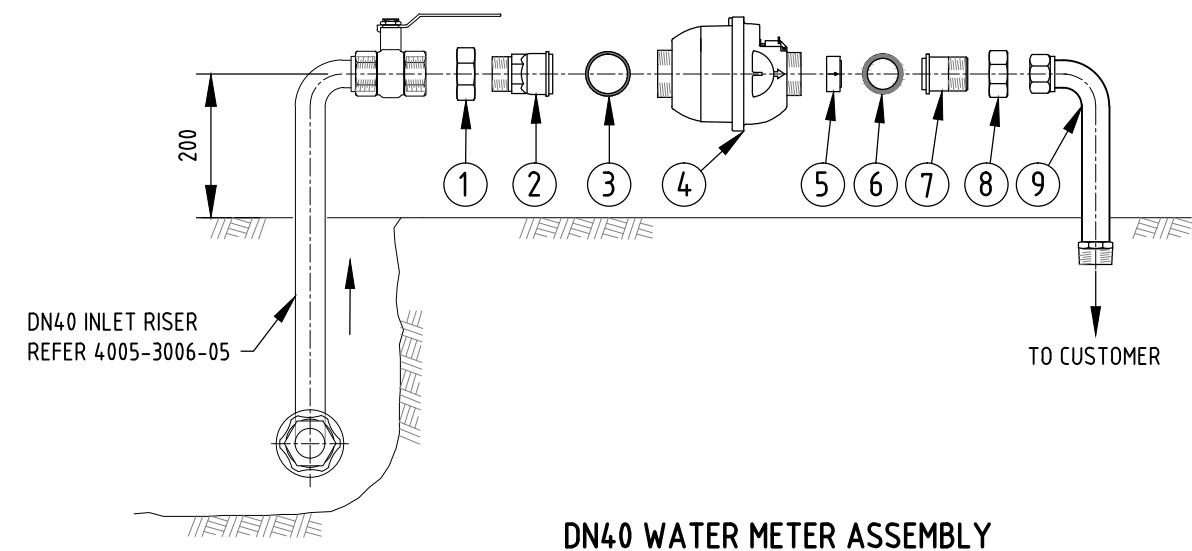 200
1 2 3 4 5 6 7 8 9
DN40 INLET RISER
REFER 4005-3006-05
TO CUSTOMER
DN40 WATER METER ASSEMBLY